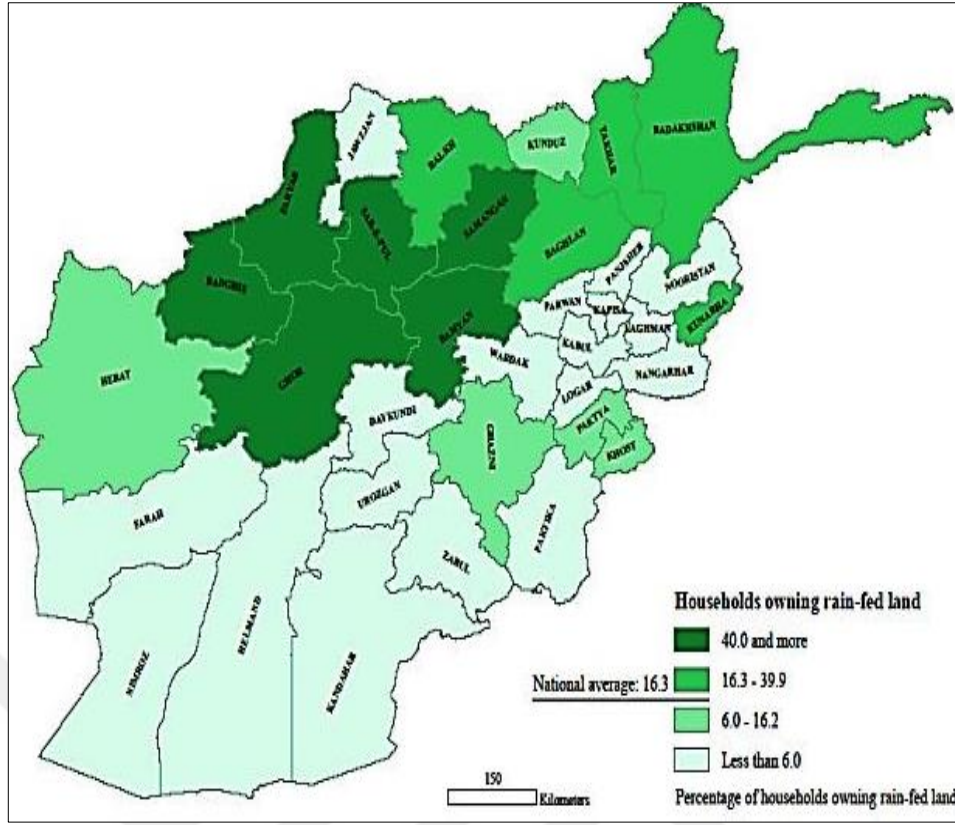 JAWZJAN
BALKH
KUNDUZ
TAKHAR
BADAKHSHAN
FARYAB
SAR-E-POL
SAMANGAN
BAGHLAN
PANJSHER
NOORISTAN
BADGHIS
BAMYAN
PARWAN
KAPISA
KUNARHA
LAGHMAN
HERAT
GHOR
WARDAK
KABUL
NANGARHAR
LOGAR
DAYKUNDI
GHAZNI
PAKTYA
KHOST
UROZGAN
FARAH
ZABUL
PAKTIKA
NIMROZ
HELMAND
KANDAHAR
Households owning rain-fed land
40.0 and more
National average: 16.3
16.3 - 39.9
6.0 - 16.2
Less than 6.0
150
Kilometers
Percentage of households owning rain-fed land